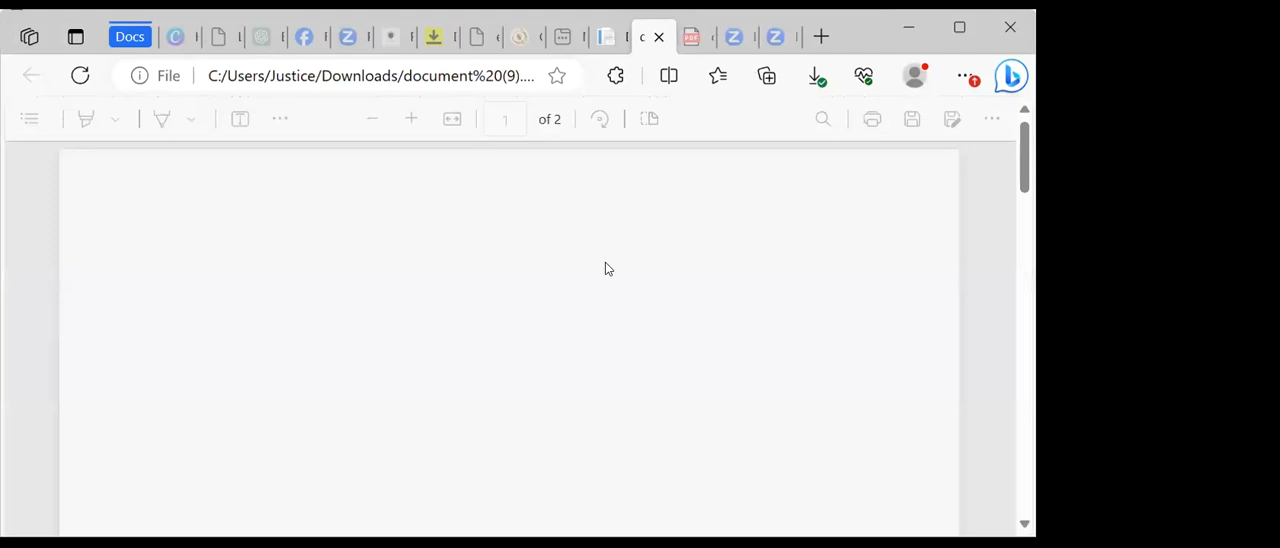 Docs
File
C:/Users/Justice/Downloads/document%20(9)....
1
of 2